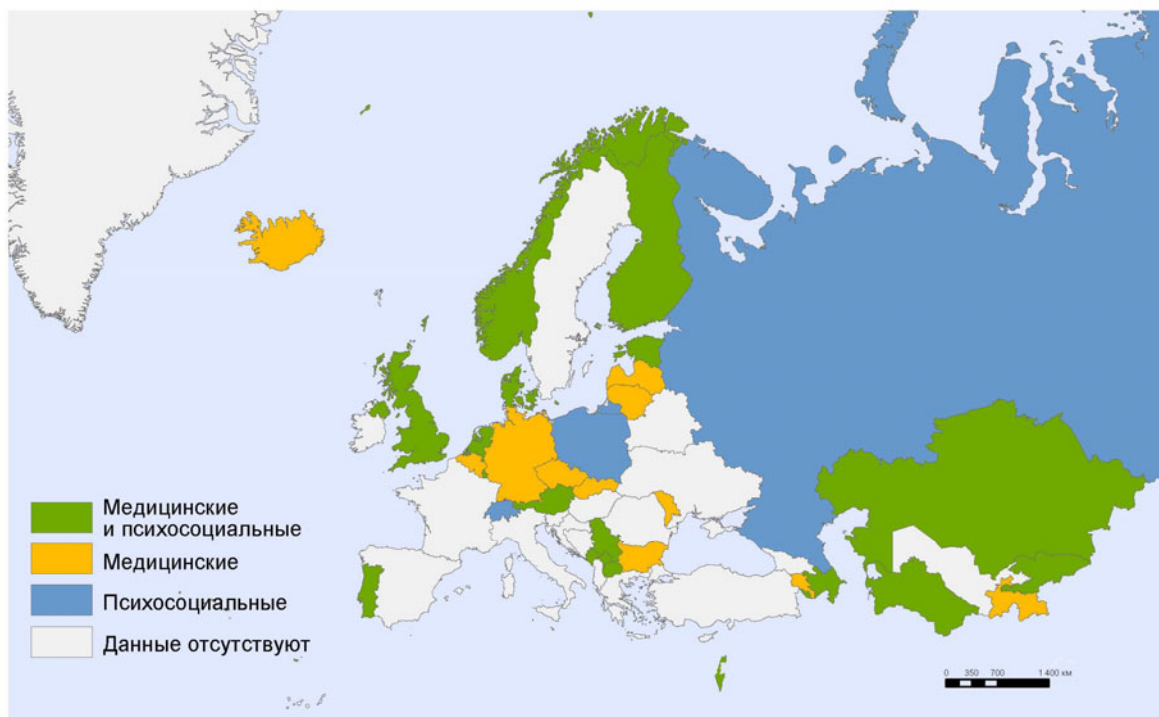 Медицинские
и психосоциальные
Медицинские
Психосоциальные
Данные отсутствуют
0 350 700 1 400 км